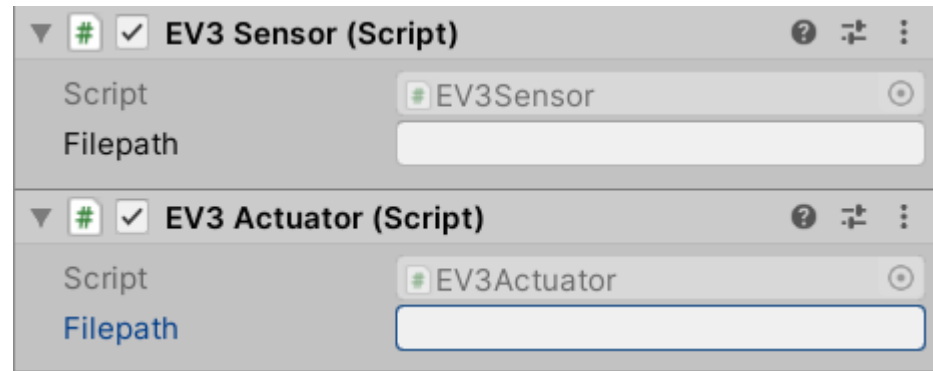 # EV3 Sensor (Script)
Script # EV3Sensor
Filepath
# EV3 Actuator (Script)
Script # EV3Actuator
Filepath